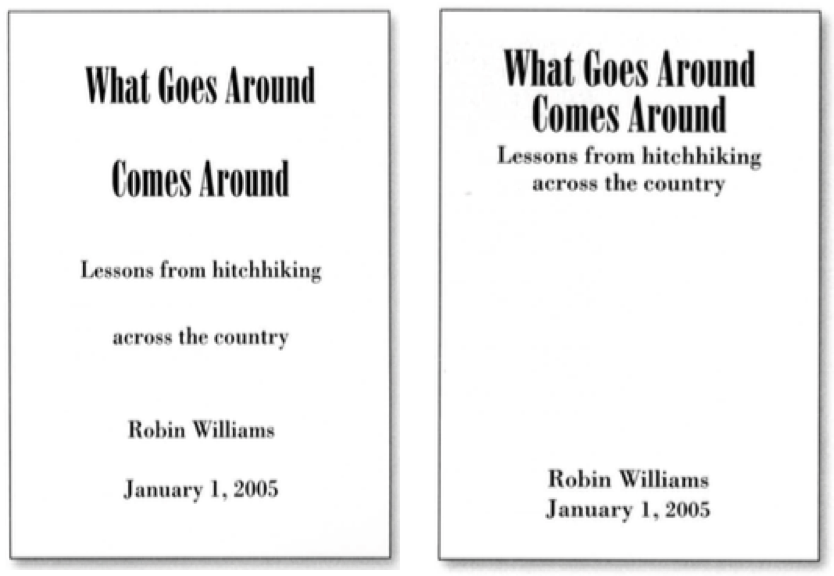 What Goes Around
Comes Around
Lessons from hitchhiking
across the country
Robin Williams
January 1, 2005
What Goes Around
Comes Around
Lessons from hitchhiking
across the country
Robin Williams
January 1, 2005